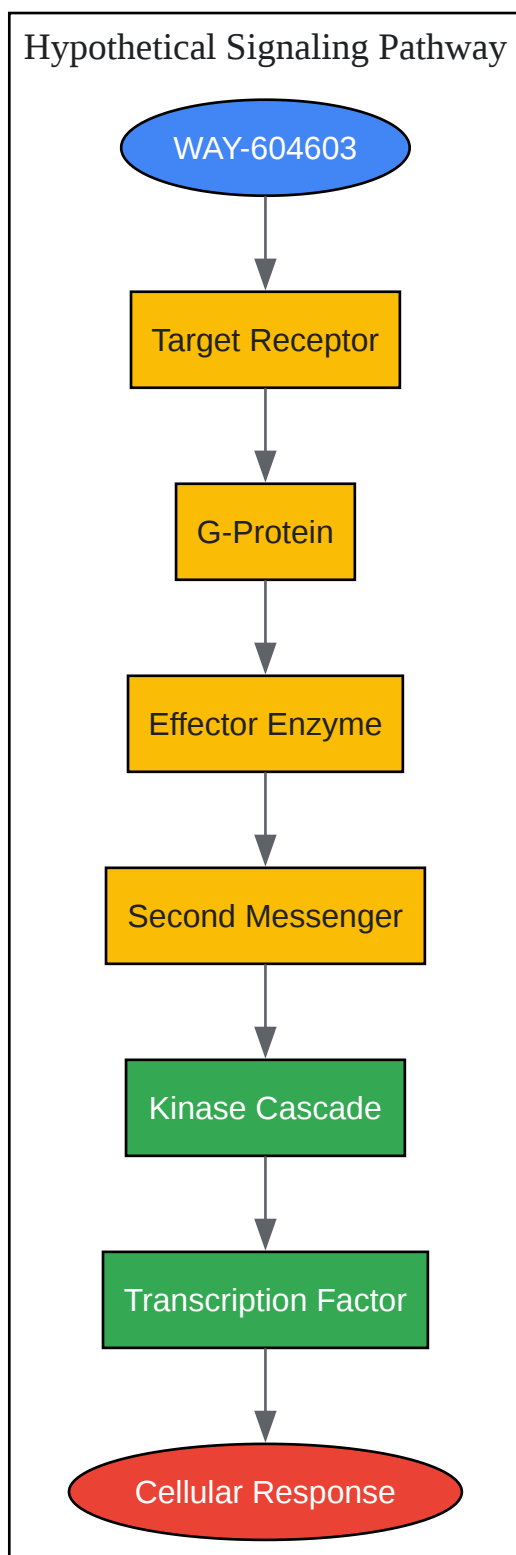 Hypothetical Signaling Pathway
WAY-604603
Target Receptor
G-Protein
Effector Enzyme
Second Messenger
Kinase Cascade
Transcription Factor
Cellular Response